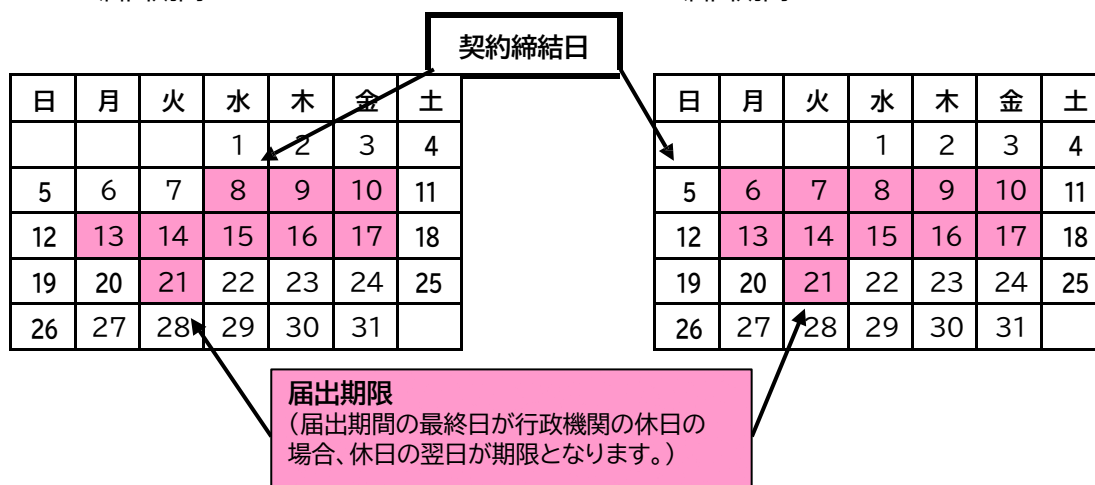 契約締結日
日 月 火 水 木 金 土
1 2 3 4
5 6 7 8 9 10 11
12 13 14 15 16 17 18
19 20 21 22 23 24 25
26 27 28 29 30 31
日 月 火 水 木 金 土
1 2 3 4
5 6 7 8 9 10 11
12 13 14 15 16 17 18
19 20 21 22 23 24 25
26 27 28 29 30 31
届出期限
（届出期間の最終日が行政機関の休日の
場合、休日の翌日が期限となります。）